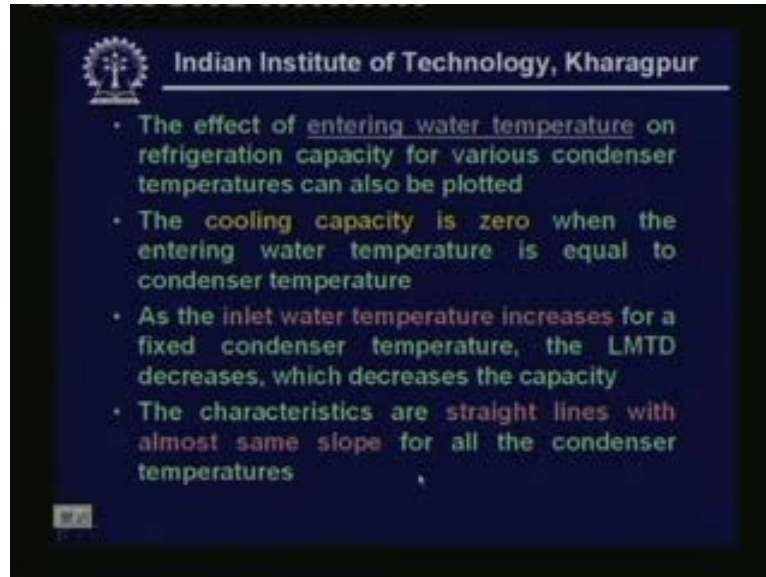 Indian Institute of Technology, Kharagpur
• The effect of entering water temperature on
refrigeration capacity for various condenser
temperatures can also be plotted
• The cooling capacity is zero when the
entering water temperature is equal to
condenser temperature
• As the inlet water temperature increases for a
fixed condenser temperature, the LMTD
decreases, which decreases the capacity
• The characteristics are straight lines with
almost same slope for all the condenser
temperatures